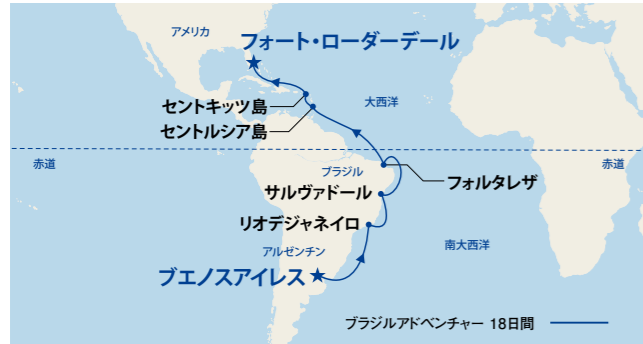 アメリカ
フォート・ローダーデール
セントキッツ島
大西洋
セントルシア島
赤道
赤道
ブラジル
フォルタレザ
サルヴァドール
リオデジャネイロ
アルゼンチン
南大西洋
ブエノスアイレス
ブラジルアドベンチャー 18日間